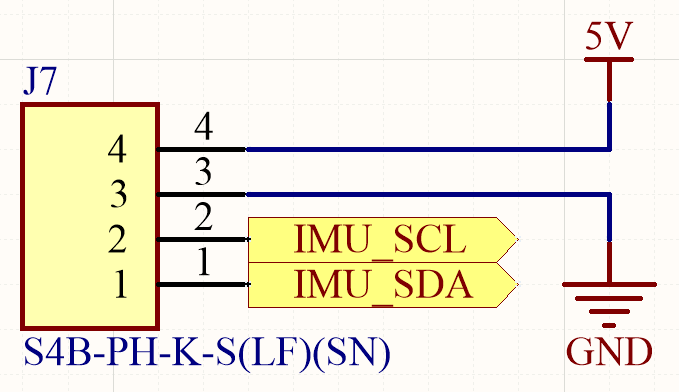 5V
J7
4 4
3 3
2 2 IMU_SCL
1 1 IMU_SDA
S4B-PH-K-S(LF)(SN) GND